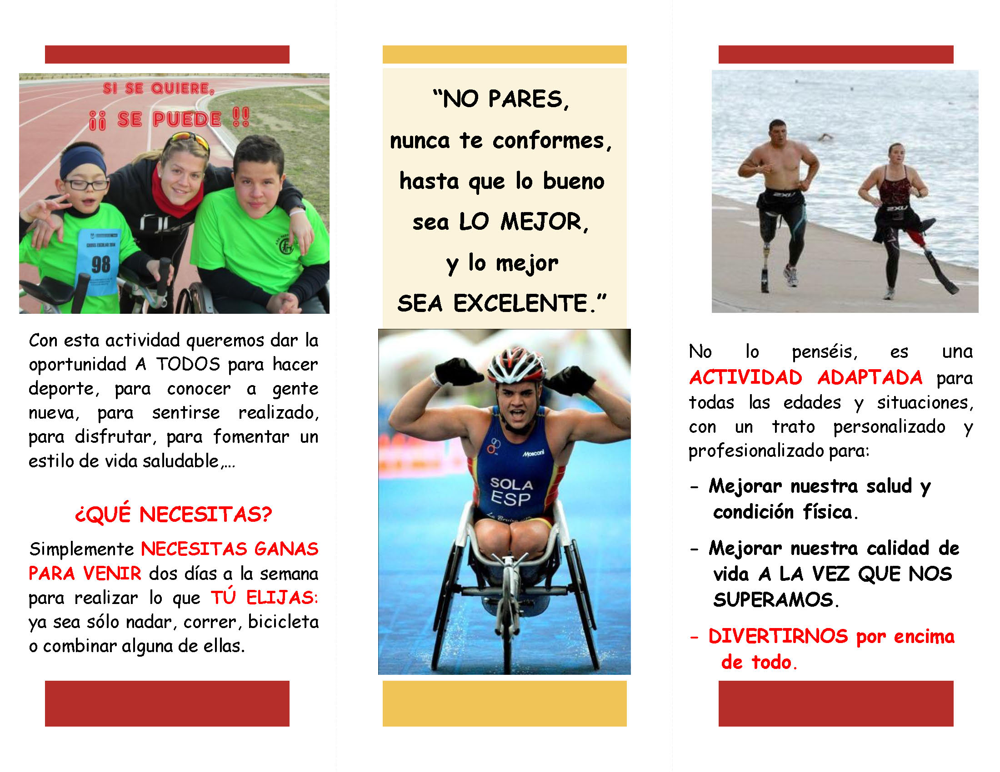 SI SE QUIERE,
¡¡ SE PUEDE !!
CROSS ESCOLAR 2014
98
Con esta actividad queremos dar la
oportunidad A TODOS para hacer
deporte, para conocer a gente
nueva, para sentirse realizado,
para disfrutar, para fomentar un
estilo de vida saludable,...
¿QUÉ NECESITAS?
Simplemente NECESITAS GANAS
PARA VENIR dos días a la semana
para realizar lo que TÚ ELIJAS:
ya sea sólo nadar, correr, bicicleta
o combinar alguna de ellas.
“NO PARES,
nunca te conformes,
hasta que lo bueno
sea LO MEJOR,
y lo mejor
SEA EXCELENTE.”
Mosconi
SOLA
ESP
2XU
2XU
No lo penséis, es una
ACTIVIDAD ADAPTADA para
todas las edades y situaciones,
con un trato personalizado y
profesionalizado para:
- Mejorar nuestra salud y
condición física.
- Mejorar nuestra calidad de
vida A LA VEZ QUE NOS
SUPERAMOS.
- DIVERTIRNOS por encima
de todo.